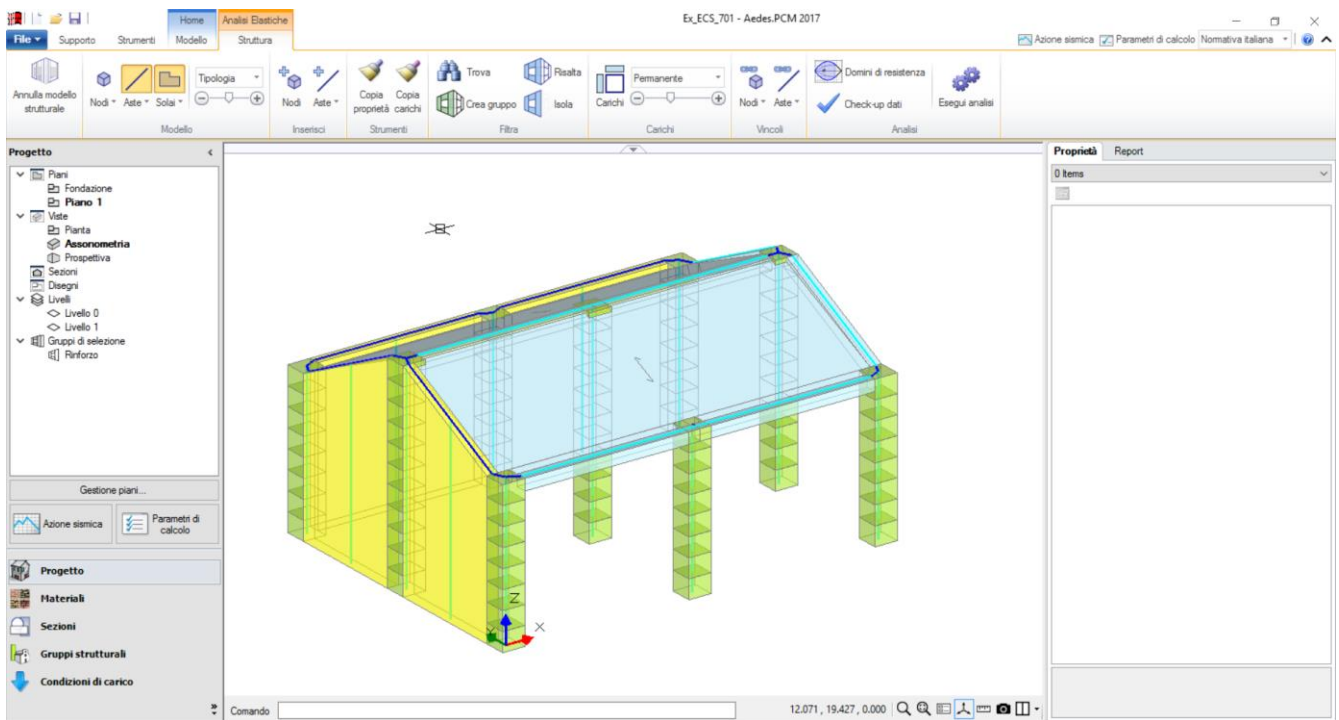 Ex_ECS_701 - Aedes.PCM 2017
Home
Analisi Elastiche
File
Supporto
Strumenti
Modello
Struttura
Azione sismica
Parametri di calcolo
Normativa italiana
Annulla modello
strutturale
Nodi
Aste
Solai
Tipologia
Modello
Nodi
Aste
Inserisci
Copia
proprietà
Copia
carichi
Strumenti
Trova
Crea gruppo
Risalta
Isola
Filtra
Carichi
Permanente
Carichi
Nodi
Aste
Vincoli
Domini di resistenza
Check-up dati
Esegui analisi
Analisi
Progetto
Piani
Fondazione
Piano 1
Viste
Pianta
Assonometria
Prospettiva
Sezioni
Disegni
Livelli
Livello 0
Livello 1
Gruppi di selezione
Rinforzo
Gestione piani...
Azione sismica
Parametri di
calcolo
Progetto
Materiali
Sezioni
Gruppi strutturali
Condizioni di carico
Z
X
Comando
12.071 , 19.427 , 0.000
Proprietà
Report
0 Items